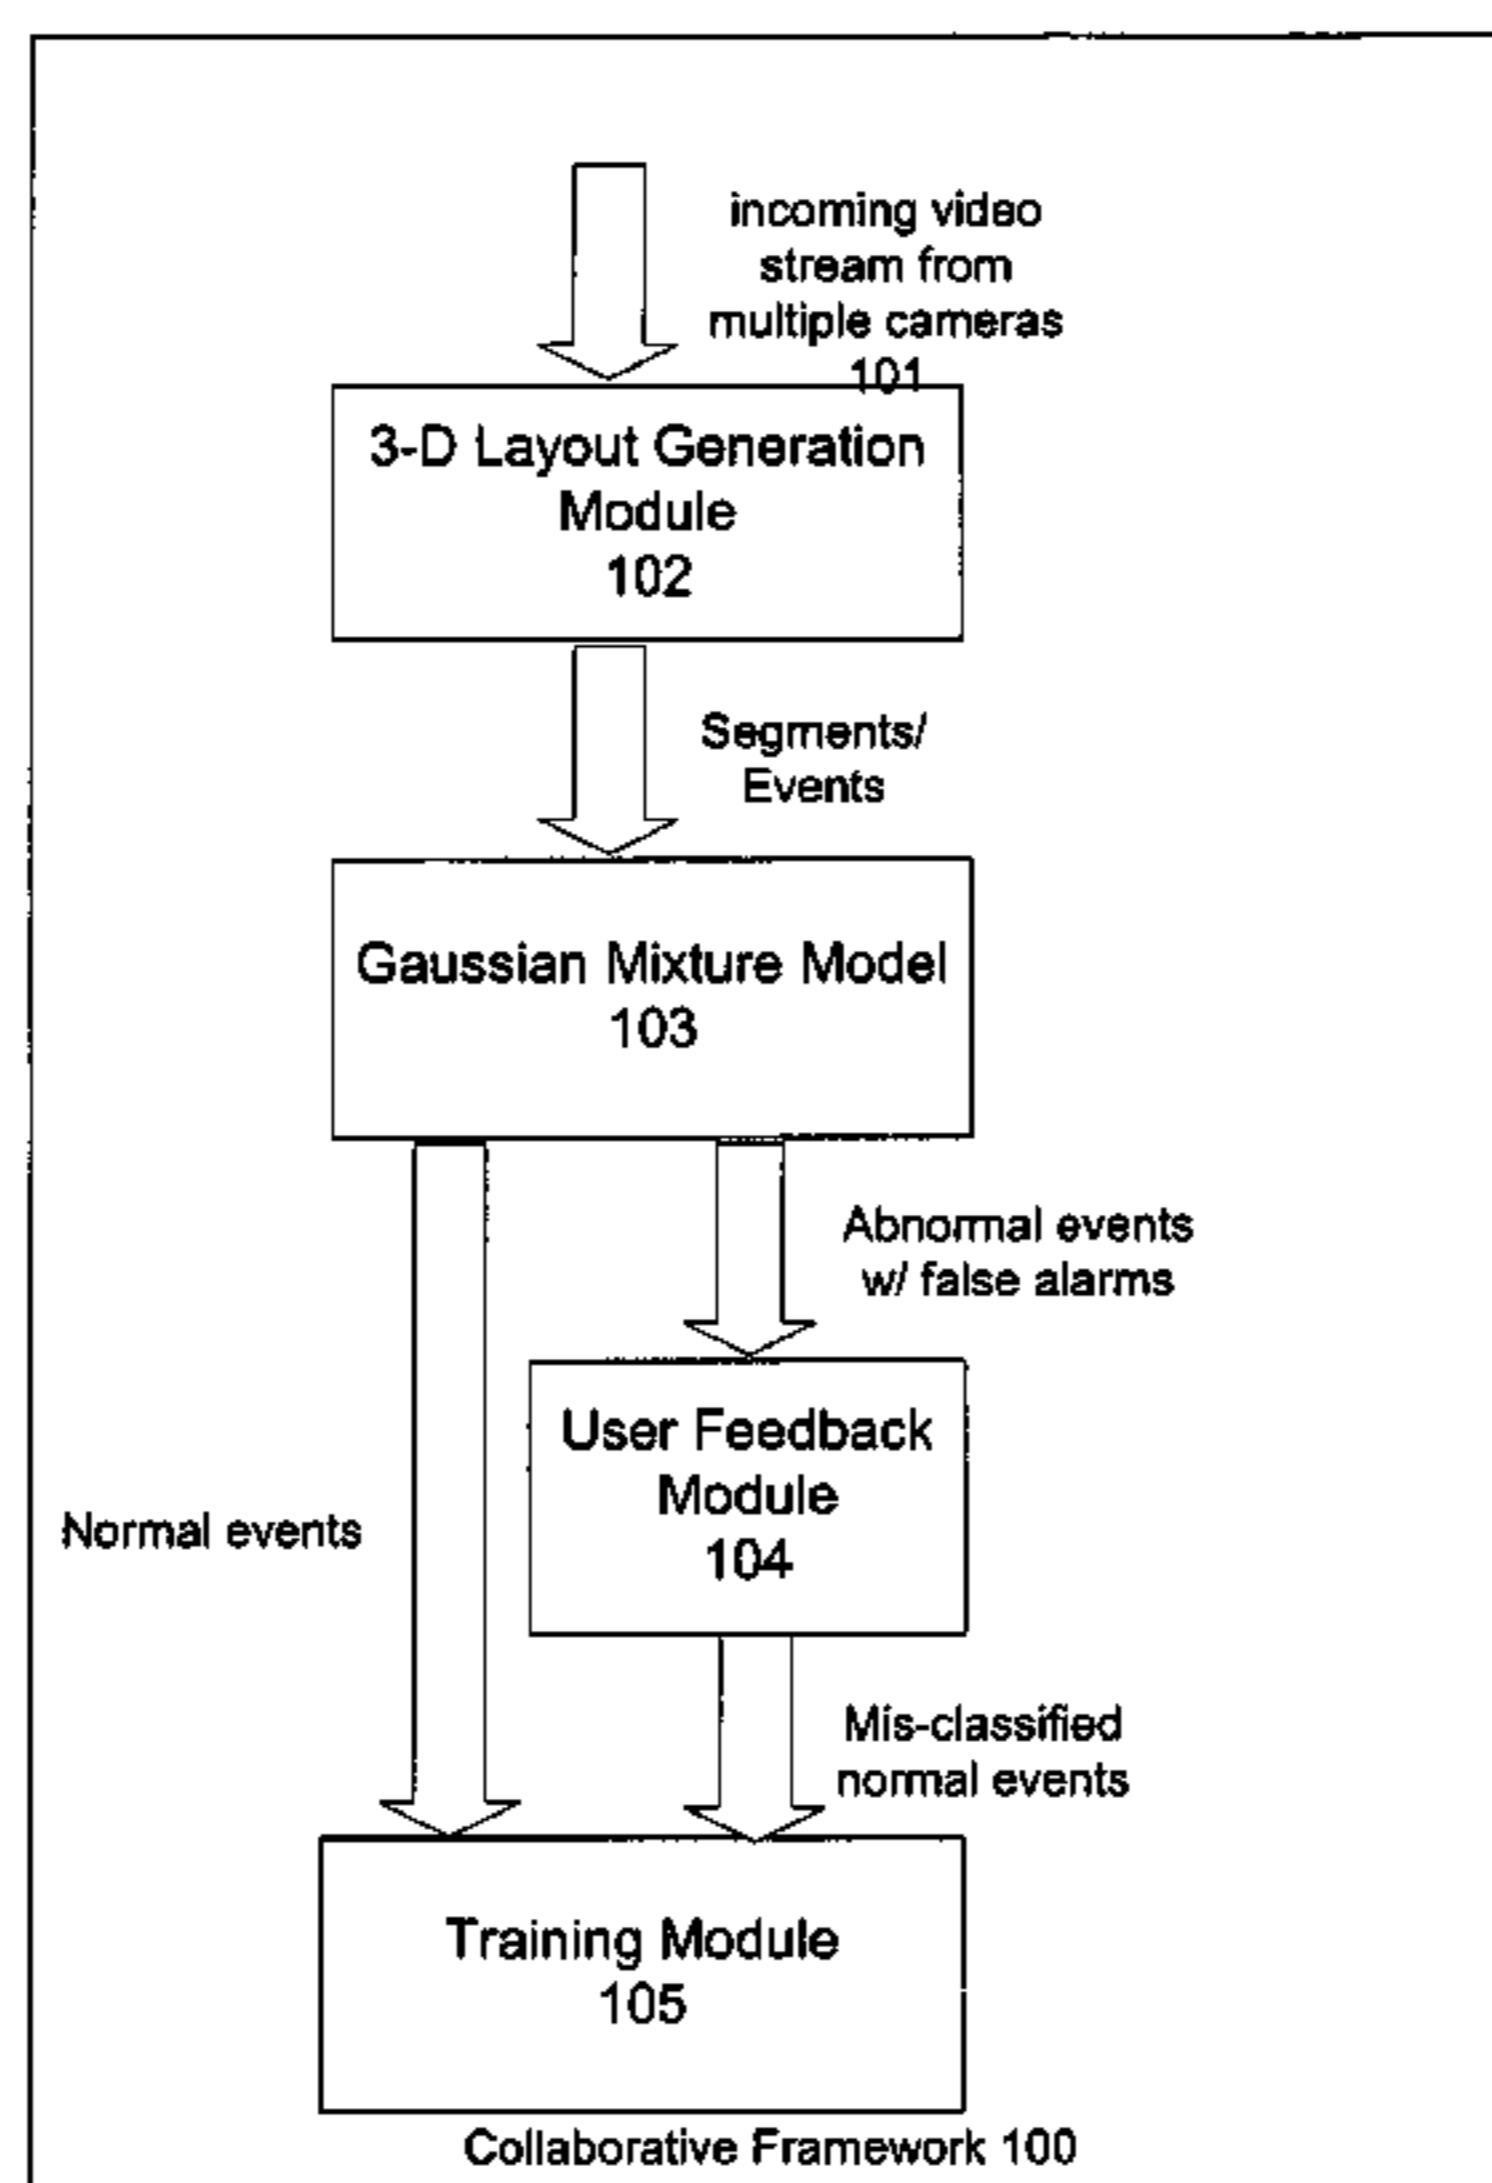 incoming video
stream from
multiple cameras
101
3-D Layout Generation
Module
102
Segments/
Events
Gaussian Mixture Model
103
Abnormal events
w/ false alarms
User Feedback
Module
104
Normal events
Mis-classified
normal events
Training Module
105
Collaborative Framework 100